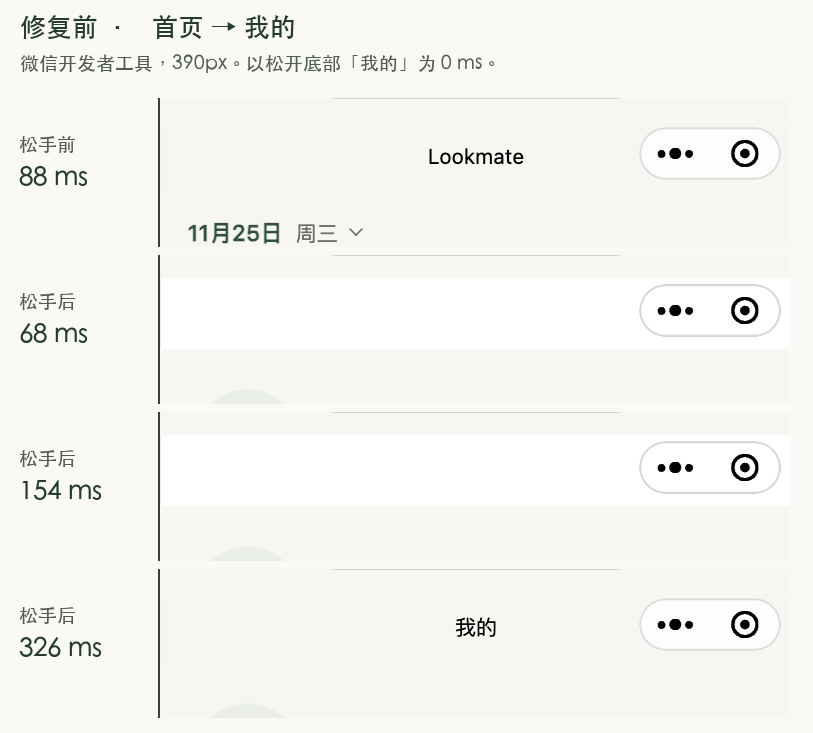 修复前 · 首页 → 我的
微信开发者工具，390px。以松开底部「我的」为 0 ms。
松手前
88 ms
Lookmate
11月25日 周三
松手后
68 ms
松手后
154 ms
松手后
326 ms
我的